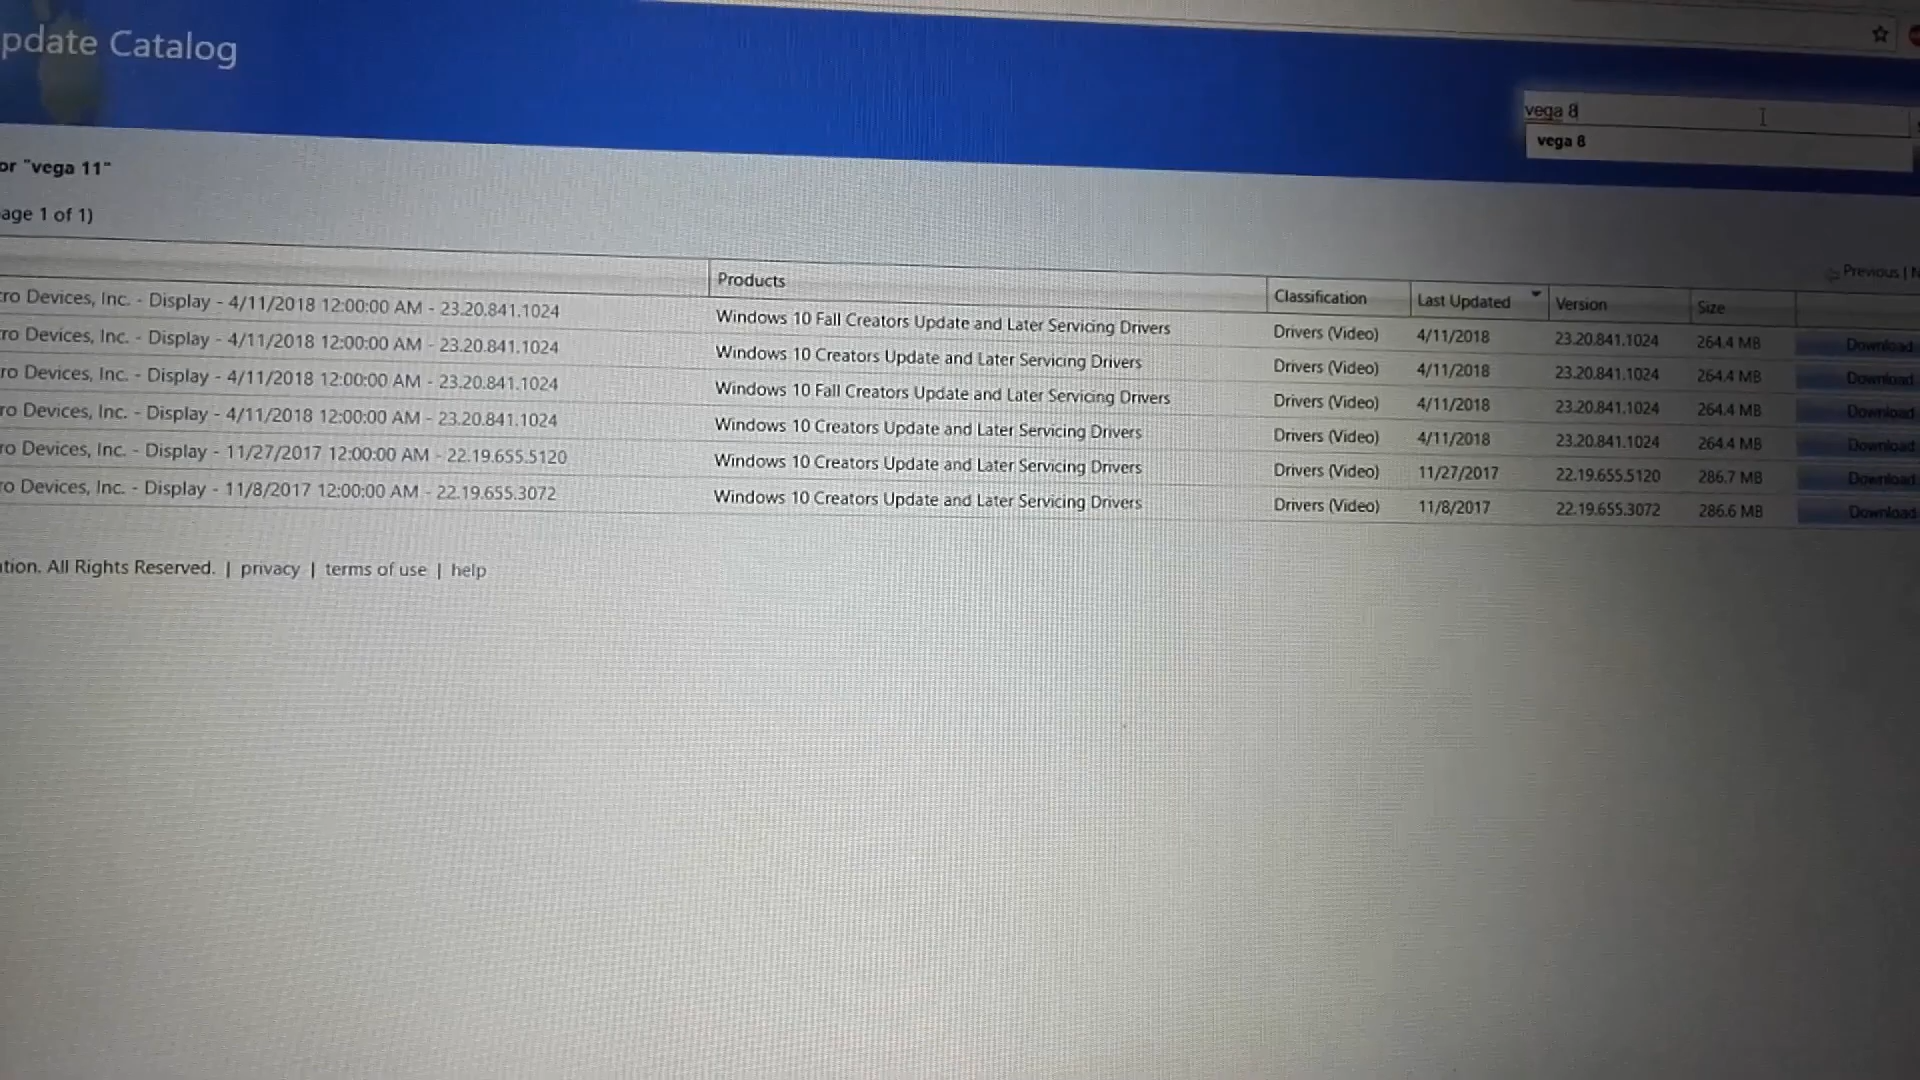 pdate Catalog
vega 8
vega 8
or "vega 11"
age 1 of 1)
Previous | N
Products Classification Last Updated Version Size
ro Devices, Inc. - Display - 4/11/2018 12:00:00 AM - 23.20.841.1024 Windows 10 Fall Creators Update and Later Servicing Drivers Drivers (Video) 4/11/2018 23.20.841.1024 264.4 MB Download
ro Devices, Inc. - Display - 4/11/2018 12:00:00 AM - 23.20.841.1024 Windows 10 Creators Update and Later Servicing Drivers Drivers (Video) 4/11/2018 23.20.841.1024 264.4 MB Download
ro Devices, Inc. - Display - 4/11/2018 12:00:00 AM - 23.20.841.1024 Windows 10 Fall Creators Update and Later Servicing Drivers Drivers (Video) 4/11/2018 23.20.841.1024 264.4 MB Download
ro Devices, Inc. - Display - 4/11/2018 12:00:00 AM - 23.20.841.1024 Windows 10 Creators Update and Later Servicing Drivers Drivers (Video) 4/11/2018 23.20.841.1024 264.4 MB Download
ro Devices, Inc. - Display - 11/27/2017 12:00:00 AM - 22.19.655.5120 Windows 10 Creators Update and Later Servicing Drivers Drivers (Video) 11/27/2017 22.19.655.5120 286.7 MB Download
ro Devices, Inc. - Display - 11/8/2017 12:00:00 AM - 22.19.655.3072 Windows 10 Creators Update and Later Servicing Drivers Drivers (Video) 11/8/2017 22.19.655.3072 286.6 MB Download
tion. All Rights Reserved. | privacy | terms of use | help